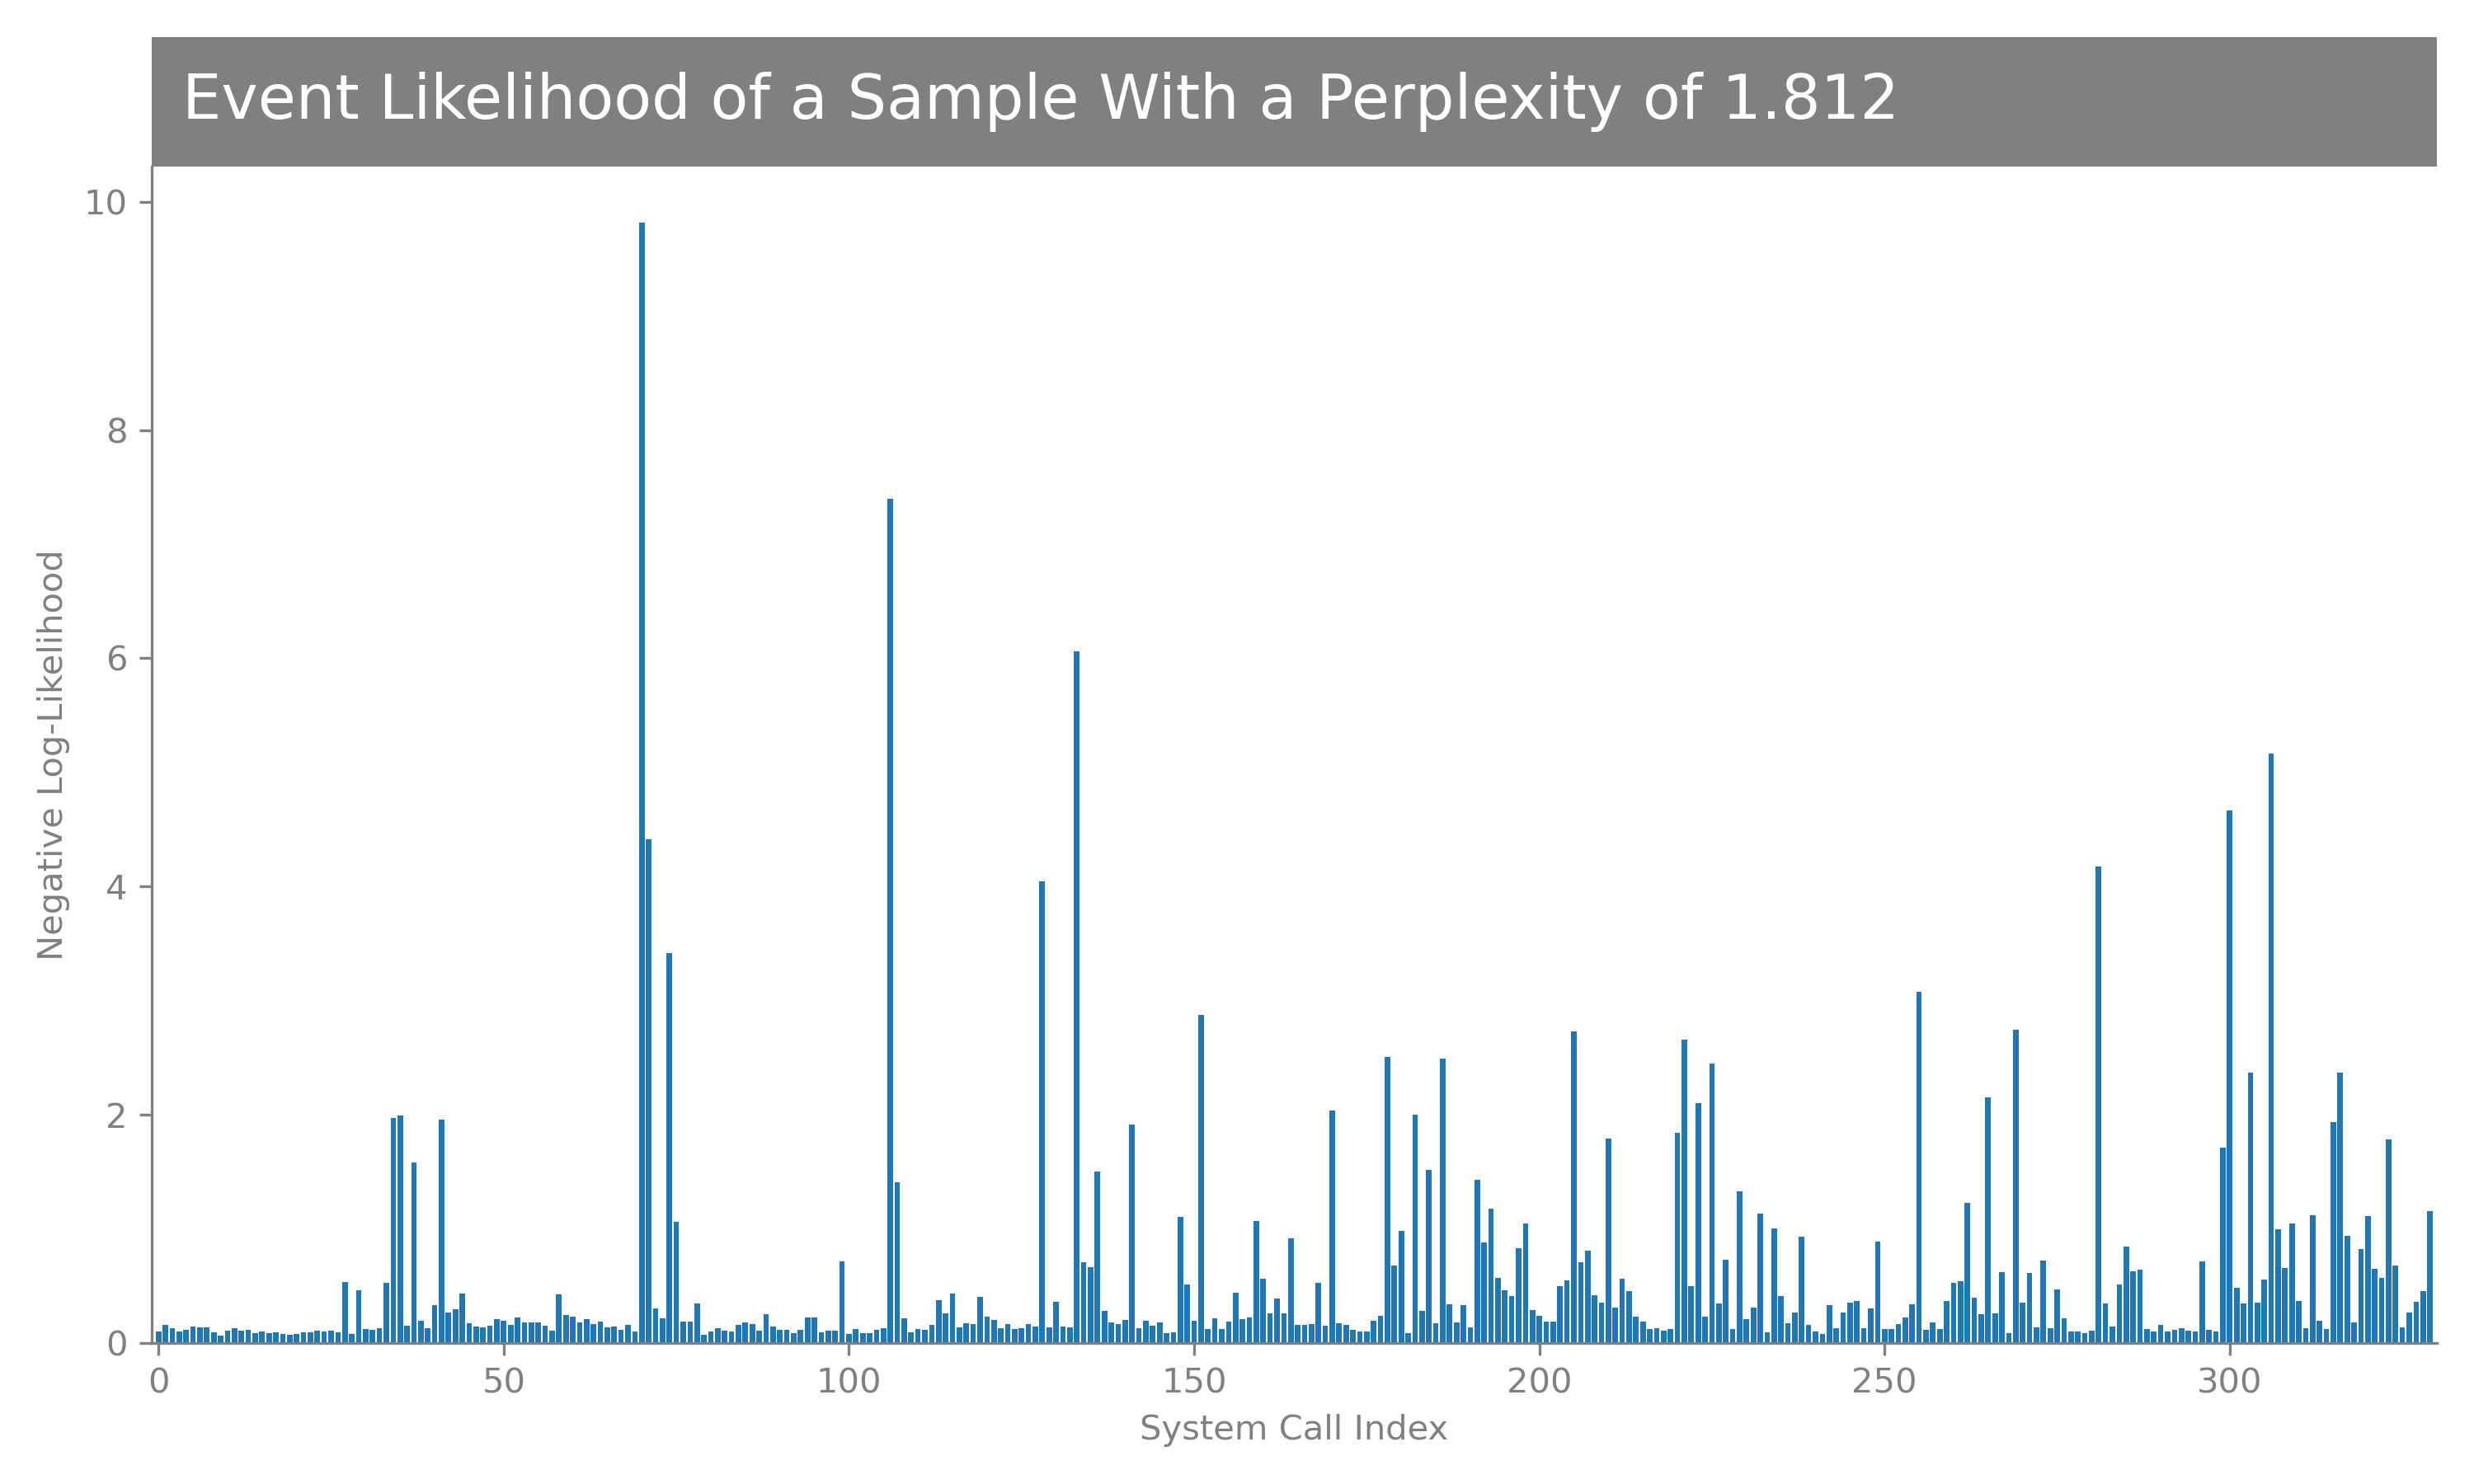 Event Likelihood of a Sample With a Perplexity of 1.812
Negative Log-Likelihood
10
8
6
4
2
0
0 50 100 150 200 250 300
System Call Index